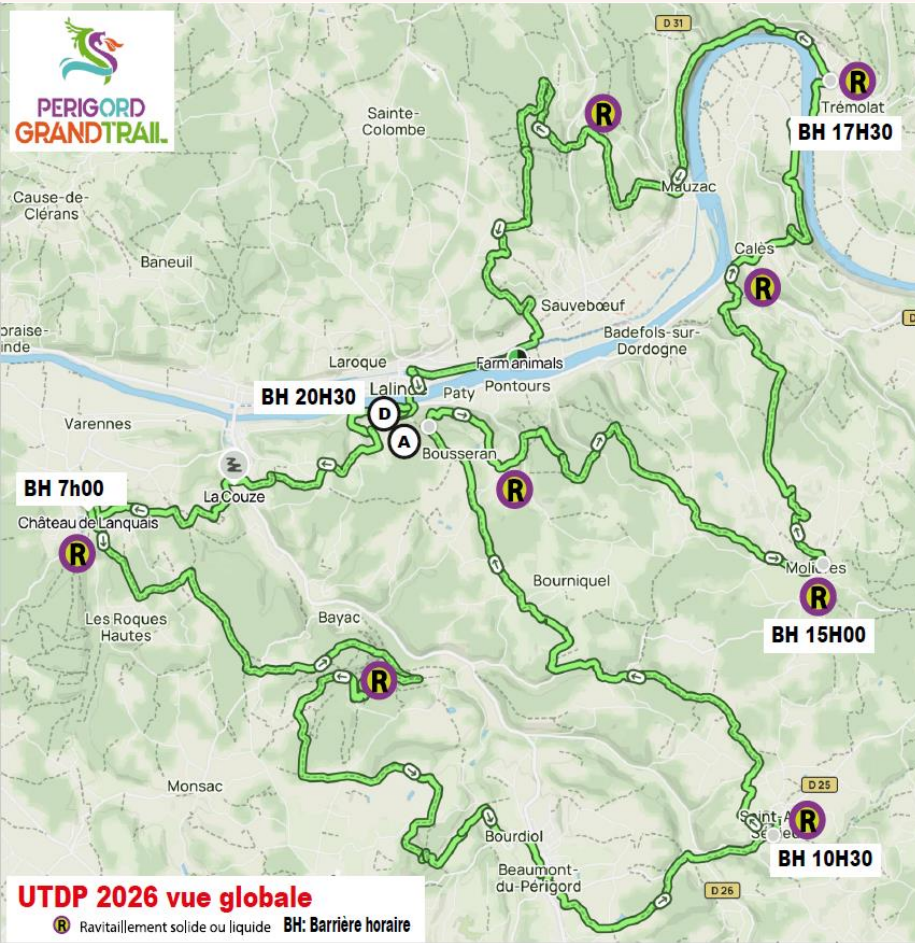 PERIGORD
GRANDTRAIL
D 31
R
Trémolat
BH 17H30
R
Sainte-
Colombe
Mauzac
Cause-de-
Clérans
Baneuil
Calès
R
Sauvebœuf
Badefols-sur-
Dordogne
Laroque
Farm animals
Pontours
Paty
Lalinde
BH 20H30
D
A
Bousseran
Varennes
La Couze
R
BH 7h00
Château de Lanquais
R
Molières
R
BH 15H00
Bourniquel
Les Roques
Hautes
Bayac
R
Monsac
D 25
R
BH 10H30
Bourdiol
Beaumont-
du-Périgord
D 26
UTDP 2026 vue globale
R Ravitaillement solide ou liquide BH: Barrière horaire